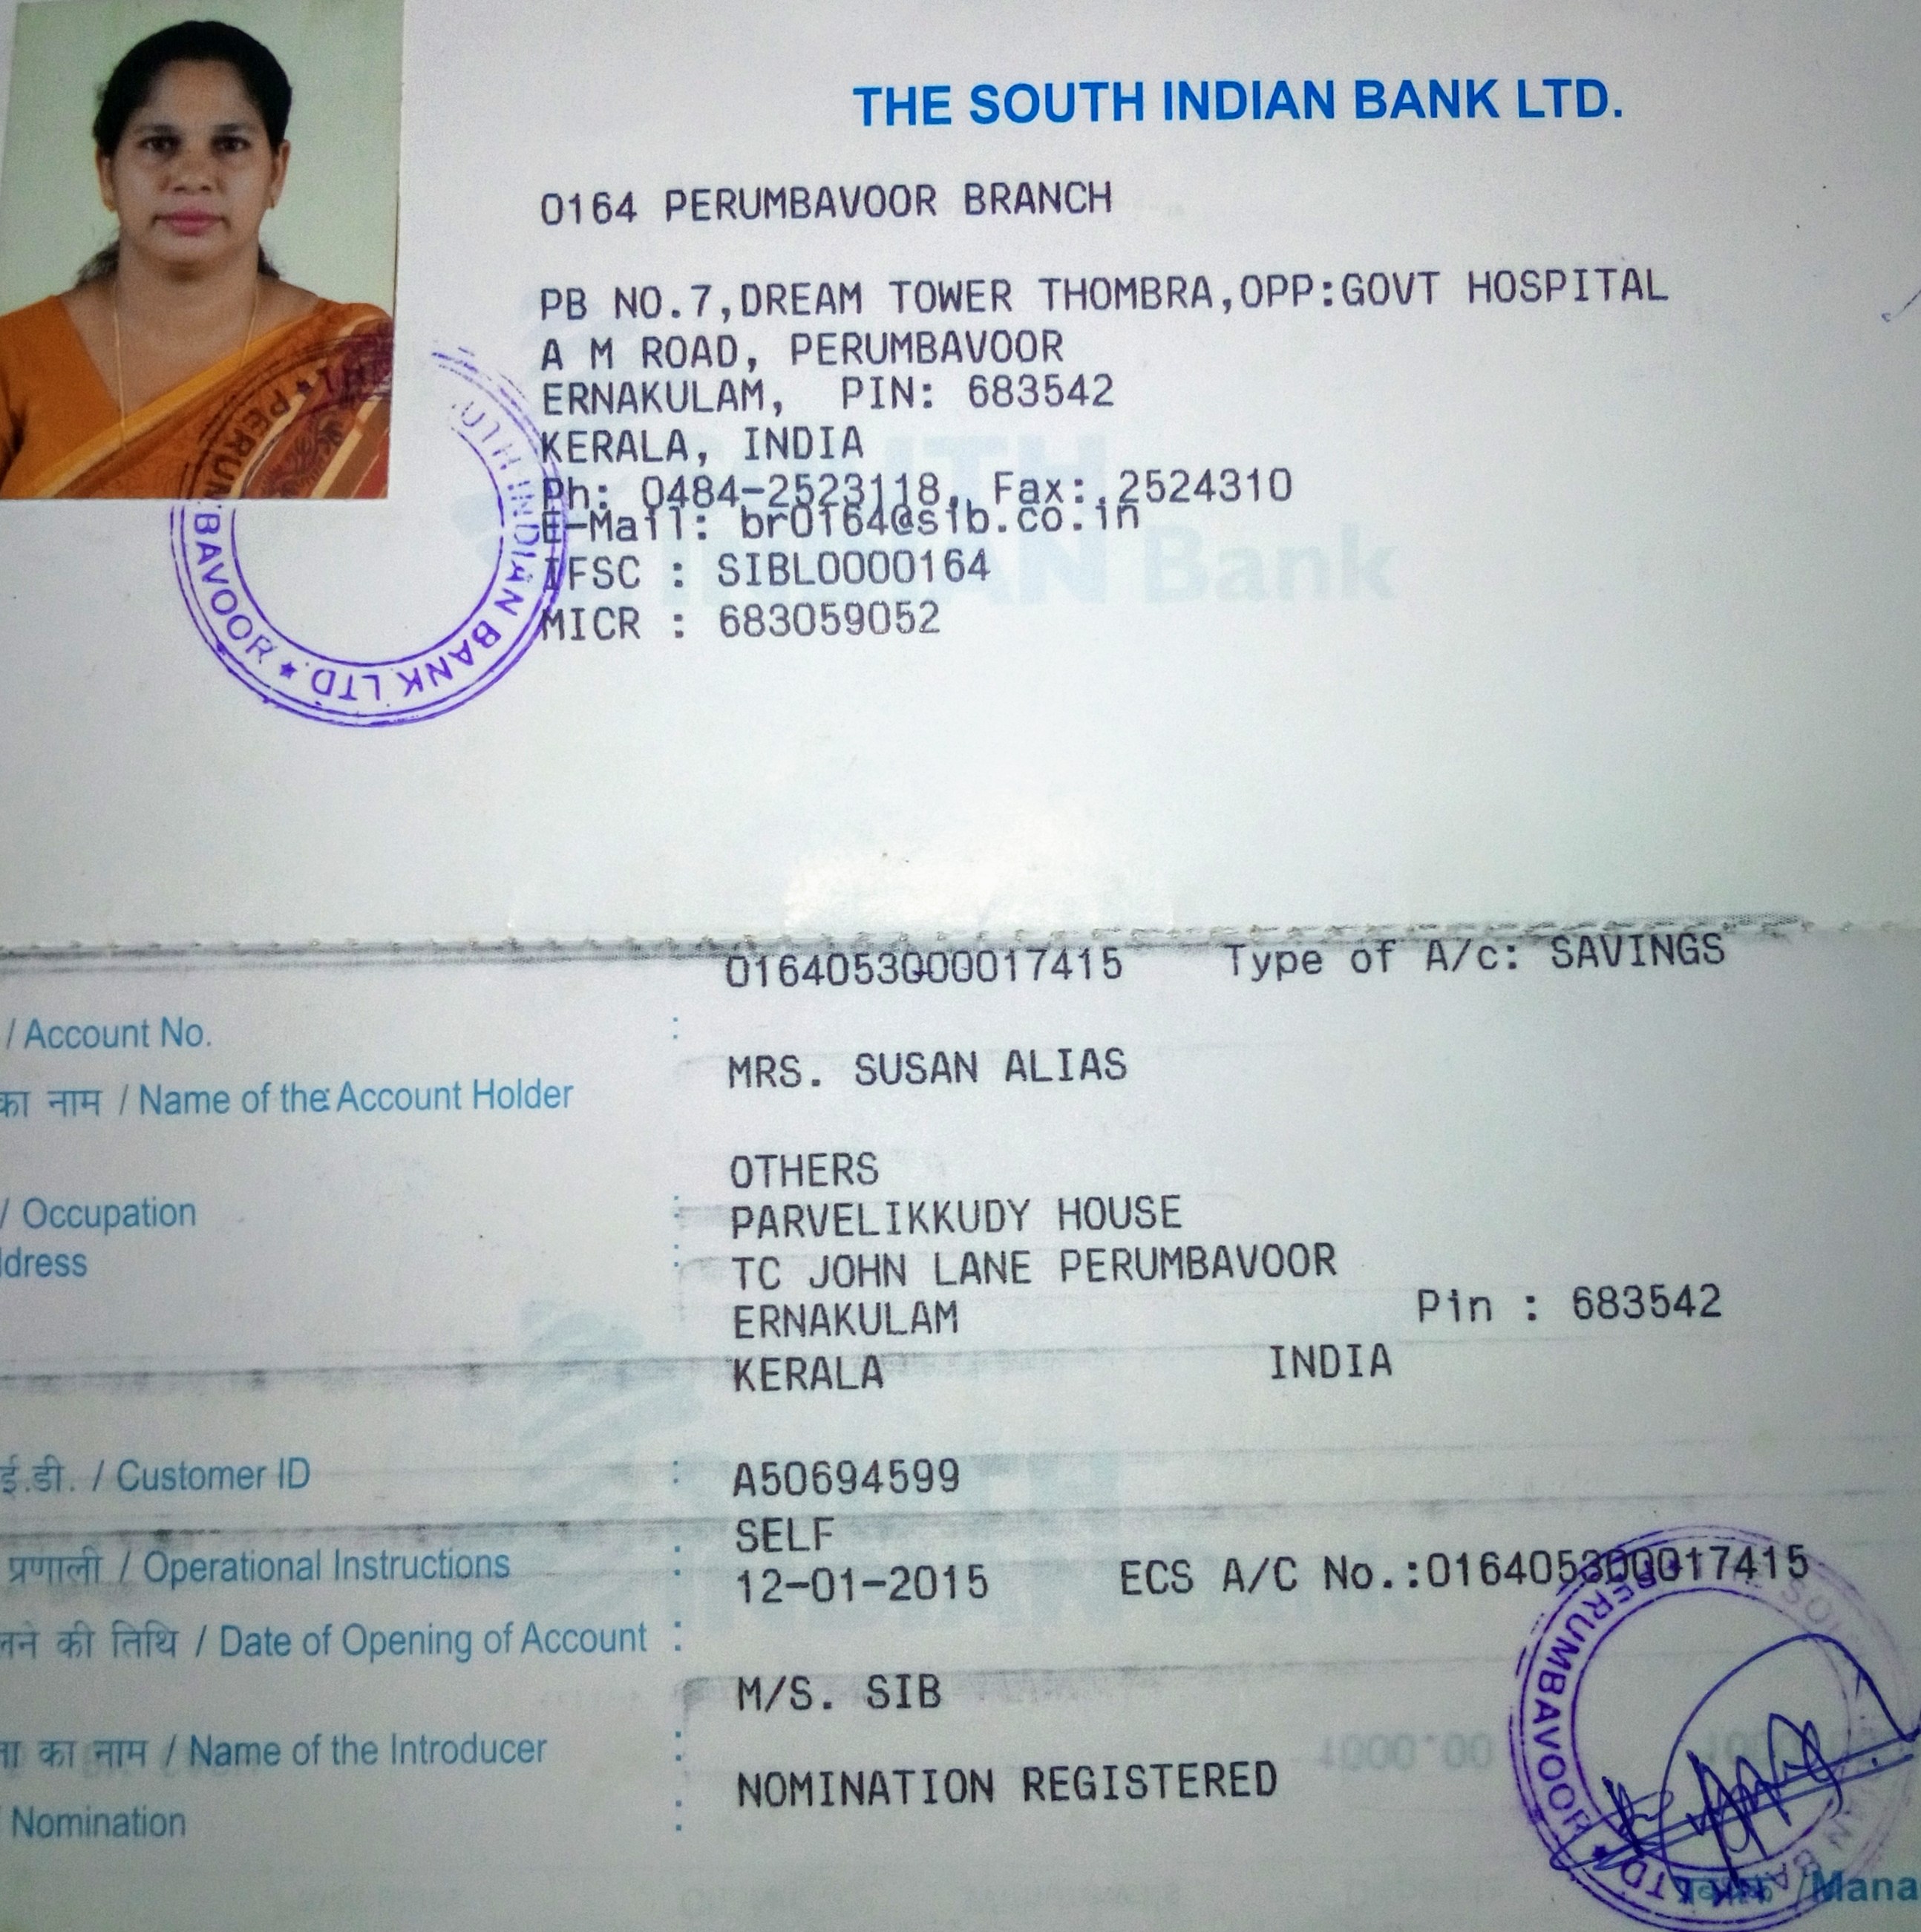 THE SOUTH INDIAN BANK LTD.
0164 PERUMBAVOOR BRANCH
PB NO.7,DREAM TOWER THOMBRA,OPP:GOVT HOSPITAL
A M ROAD, PERUMBAVOOR
ERNAKULAM, PIN: 683542
KERALA, INDIA
Ph: 0484-2523118, Fax: 2524310
E-Mail: br0164@sib.co.in
IFSC : SIBL0000164
MICR : 683059052
PERUMBAVOOR ★ UTH INDIAN BANK LTD.
0164053000017415 Type of A/c: SAVINGS
/ Account No. :
MRS. SUSAN ALIAS
का नाम / Name of the Account Holder :
OTHERS
/ Occupation :
PARVELIKKUDY HOUSE
dress :
TC JOHN LANE PERUMBAVOOR
ERNAKULAM Pin : 683542
KERALA INDIA
ई.डी. / Customer ID : A50694599
SELF
प्रणाली / Operational Instructions :
12-01-2015 ECS A/C No.:0164053000017415
की तिथि / Date of Opening of Account :
M/S. SIB
का नाम / Name of the Introducer :
NOMINATION REGISTERED
/ Nomination :
PERUMBAVOOR ★ SOU BANK LTD
/ Mana